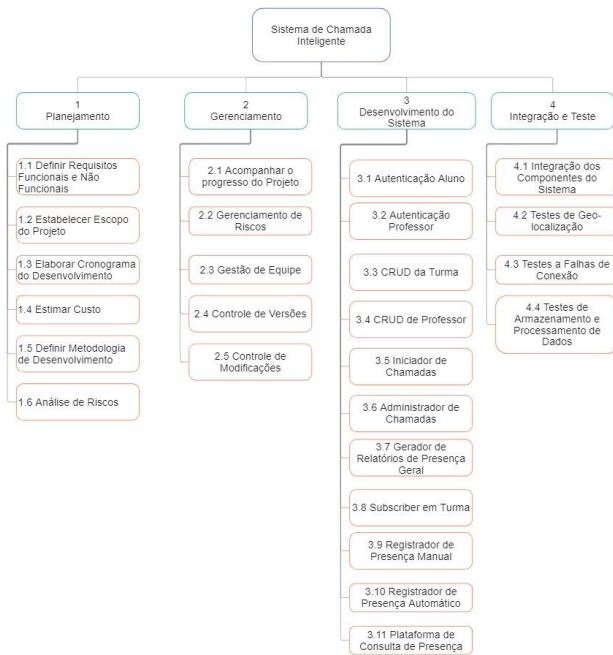 Sistema de Chamada
Inteligente
1
Planejamento
2
Gerenciamento
3
Desenvolvimento do
Sistema
4
Integração e Teste
1.1 Definir Requisitos
Funcionais e Não
Funcionais
1.2 Estabelecer Escopo
do Projeto
1.3 Elaborar Cronograma
do Desenvolvimento
1.4 Estimar Custo
1.5 Definir Metodologia
de Desenvolvimento
1.6 Análise de Riscos
2.1 Acompanhar o
progresso do Projeto
2.2 Gerenciamento de
Riscos
2.3 Gestão de Equipe
2.4 Controle de Versões
2.5 Controle de
Modificações
3.1 Autenticação Aluno
3.2 Autenticação
Professor
3.3 CRUD da Turma
3.4 CRUD de Professor
3.5 Iniciador de
Chamadas
3.6 Administrador de
Chamadas
3.7 Gerador de
Relatórios de Presença
Geral
3.8 Subscriber em Turma
3.9 Registrador de
Presença Manual
3.10 Registrador de
Presença Automático
3.11 Plataforma de
Consulta de Presença
4.1 Integração dos
Componentes do
Sistema
4.2 Testes de Geo-
localização
4.3 Testes a Falhas de
Conexão
4.4 Testes de
Armazenamento e
Processamento de
Dados